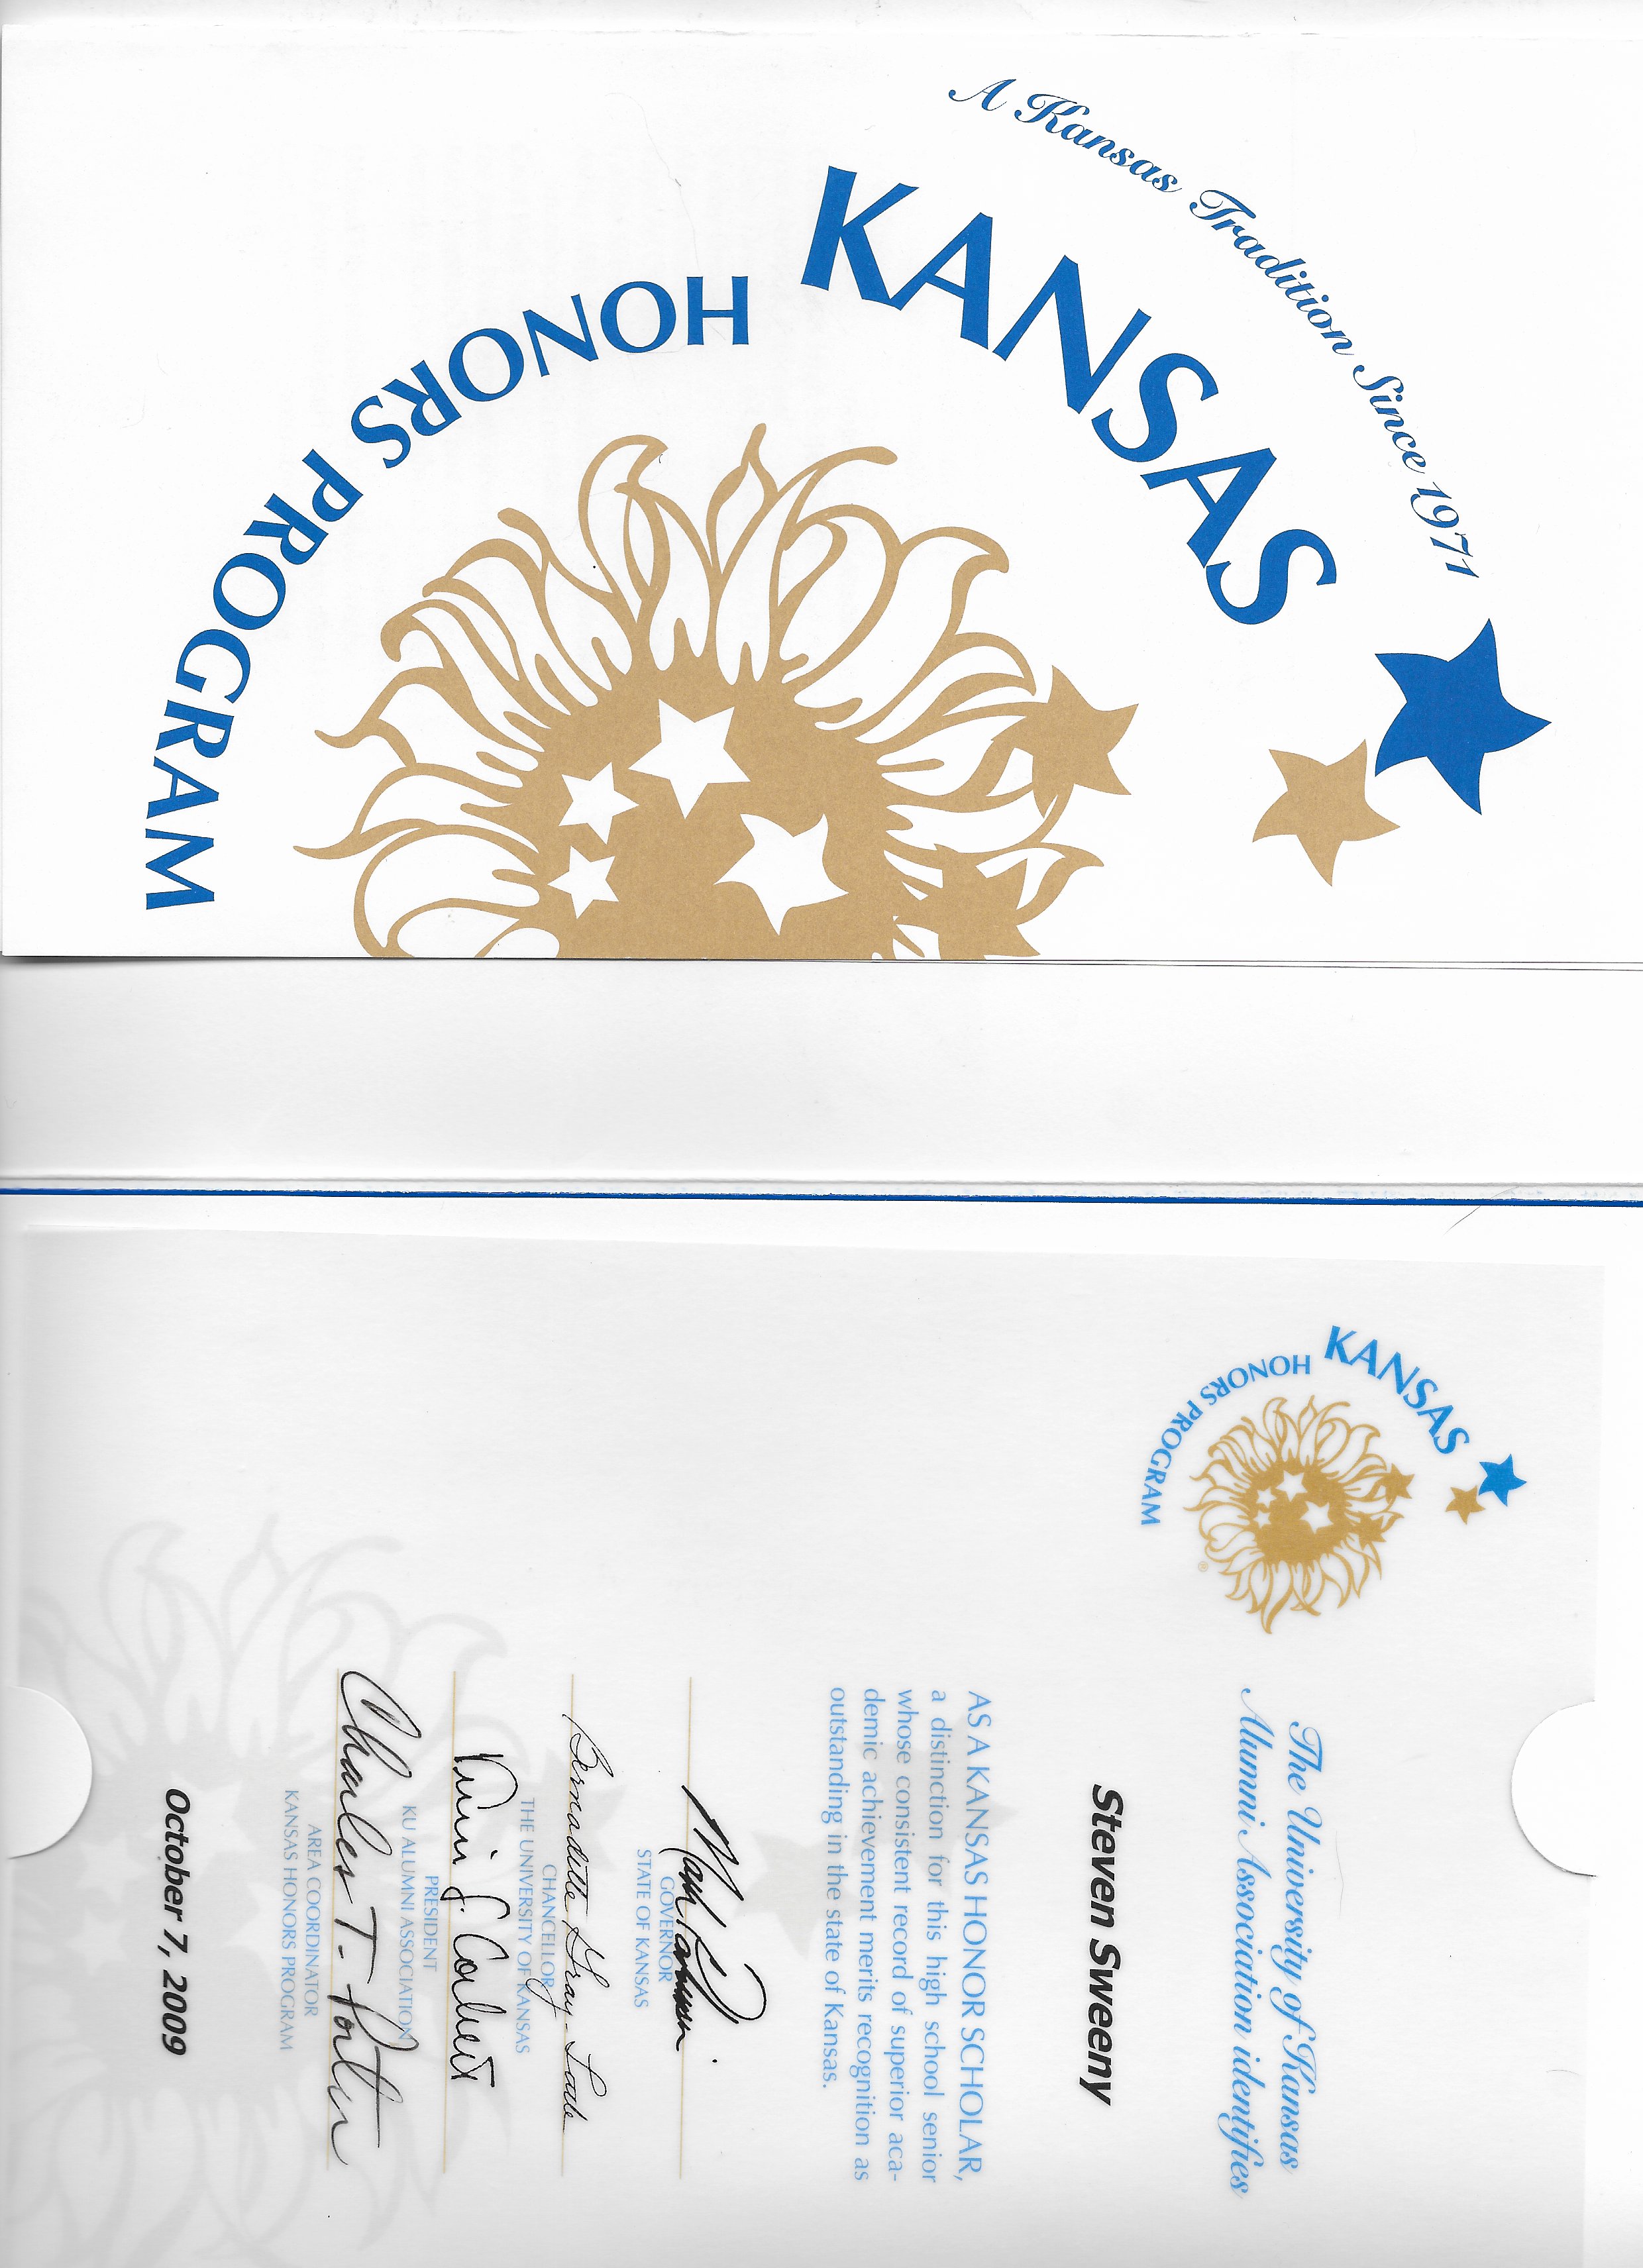 A Kansas Tradition Since 1971
KANSAS
HONORS PROGRAM
KANSAS
HONORS PROGRAM
®
The University of Kansas
Alumni Association identifies
Steven Sweeny
AS A KANSAS HONOR SCHOLAR,
a distinction for this high school senior
whose consistent record of superior aca-
demic achievement merits recognition as
outstanding in the state of Kansas.
Mark Parkinson
GOVERNOR
STATE OF KANSAS
Bernadette Gray-Little
CHANCELLOR
THE UNIVERSITY OF KANSAS
J. Corbett
PRESIDENT
KU ALUMNI ASSOCIATION
Charles T. Porter
AREA COORDINATOR
KANSAS HONORS PROGRAM
October 7, 2009